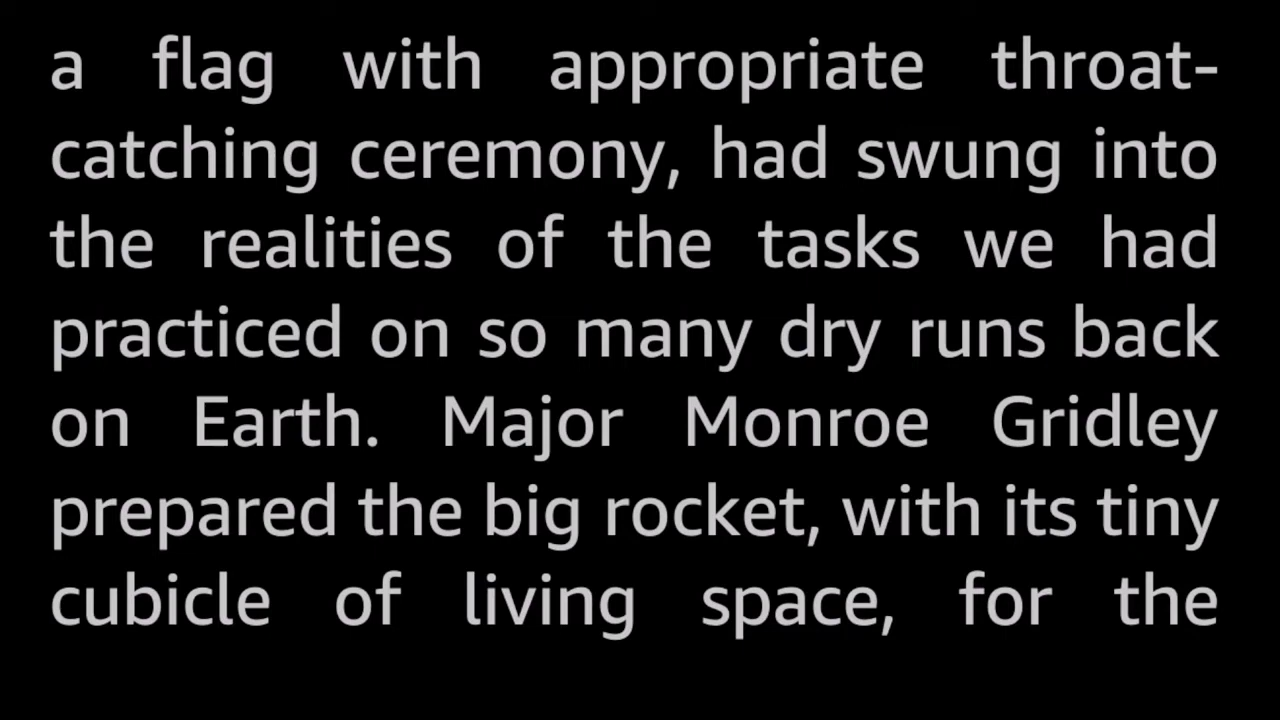 a flag with appropriate throat-
catching ceremony, had swung into
the realities of the tasks we had
practiced on so many dry runs back
on Earth. Major Monroe Gridley
prepared the big rocket, with its tiny
cubicle of living space, for the